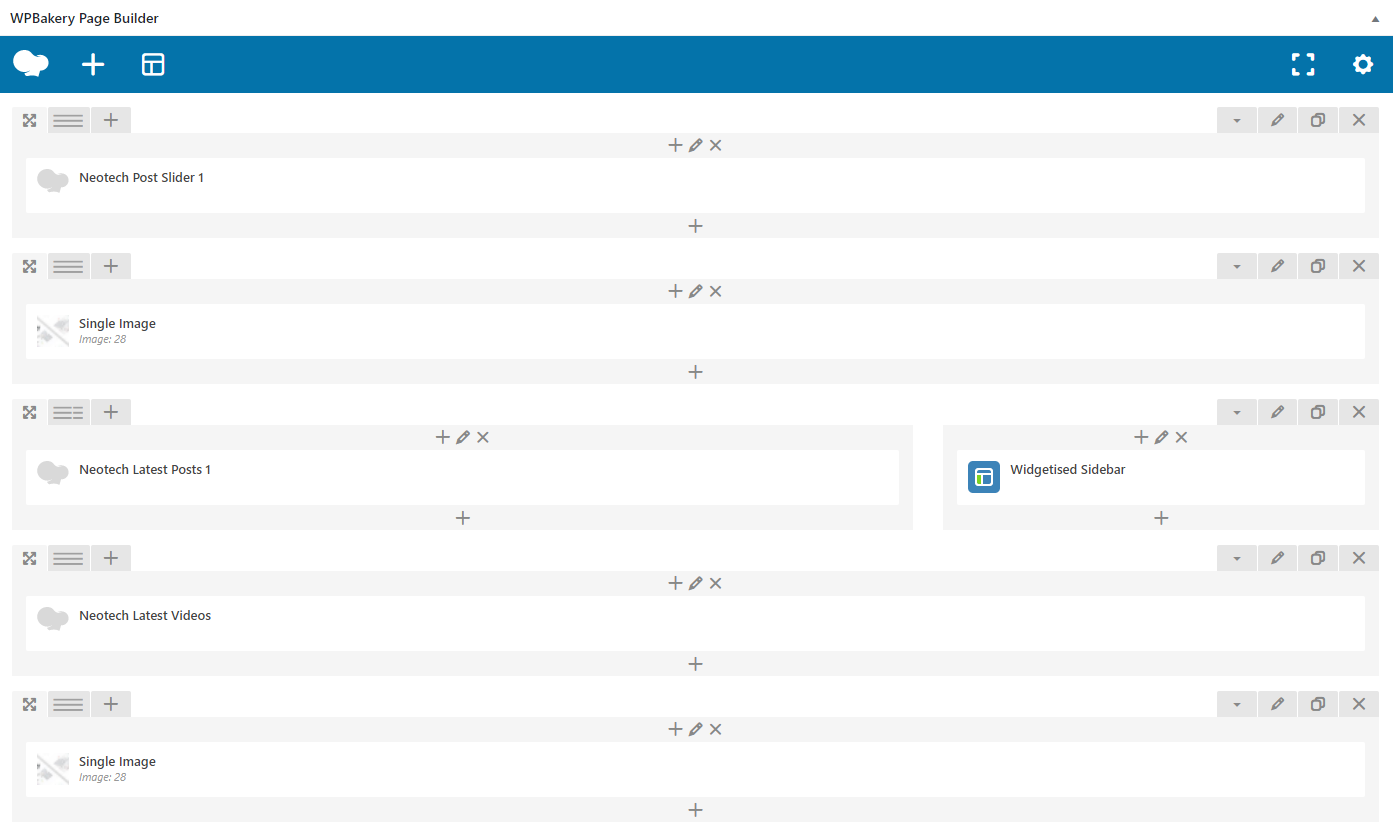 WPBakery Page Builder
Neotech Post Slider 1
Single Image
Image: 28
Neotech Latest Posts 1
Widgetised Sidebar
Neotech Latest Videos
Single Image
Image: 28